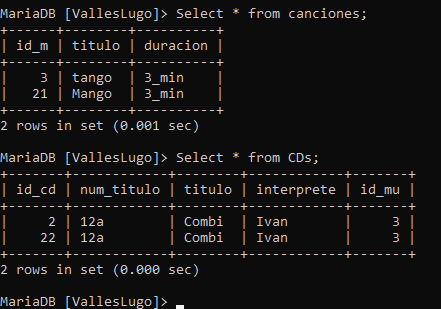 MariaDB [VallesLugo]> Select * from canciones;
+------+--------+----------+
| id_m | titulo | duracion |
+------+--------+----------+
|    3 | tango  | 3_min    |
|   21 | Mango  | 3_min    |
+------+--------+----------+
2 rows in set (0.001 sec)

MariaDB [VallesLugo]> Select * from CDs;
+-------+------------+--------+------------+-------+
| id_cd | num_titulo | titulo | interprete | id_mu |
+-------+------------+--------+------------+-------+
|     2 | 12a        | Combi  | Ivan       |     3 |
|    22 | 12a        | Combi  | Ivan       |     3 |
+-------+------------+--------+------------+-------+
2 rows in set (0.000 sec)

MariaDB [VallesLugo]> _